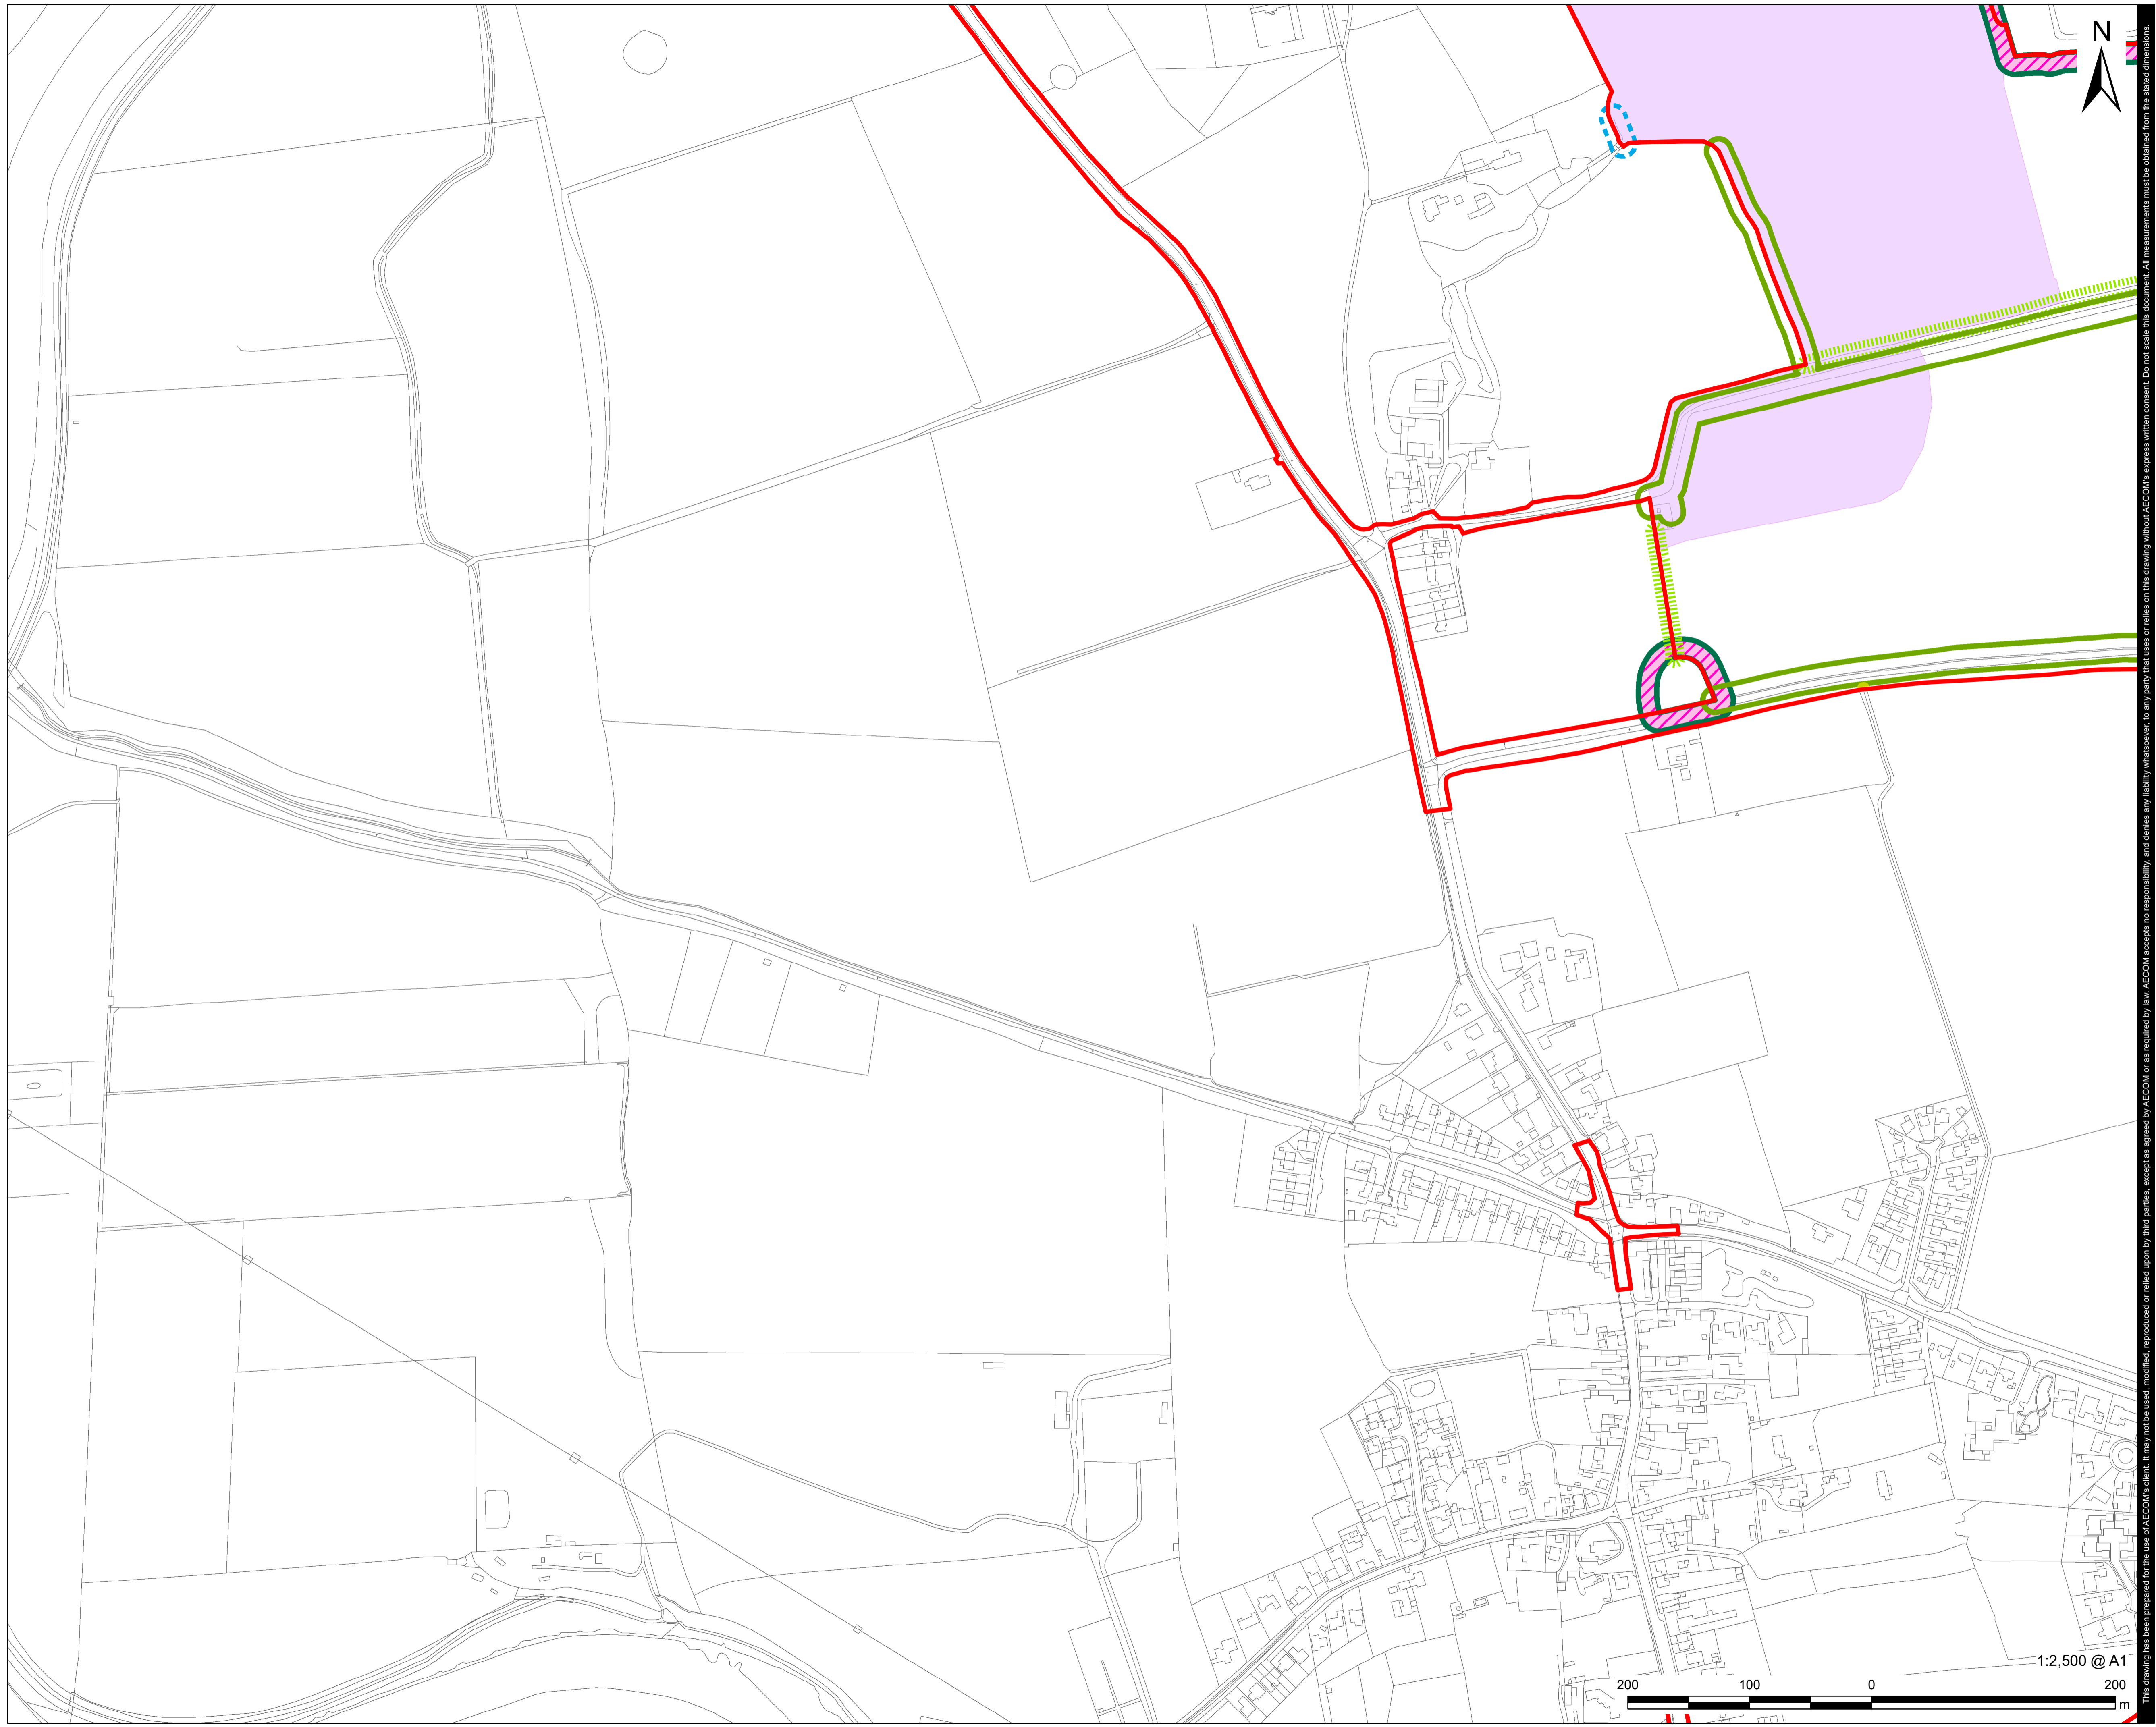 N
This drawing has been prepared for the use of AECOM's client. It may not be used, modified, reproduced or relied upon by third parties, except as agreed by AECOM or as required by law. AECOM accepts no responsibility, and denies any liability whatsoever, to any party that uses or relies on this drawing without AECOM's express written consent. Do not scale this document. All measurements must be obtained from the stated dimensions.
1:2,500 @ A1
200 100 0 200
m